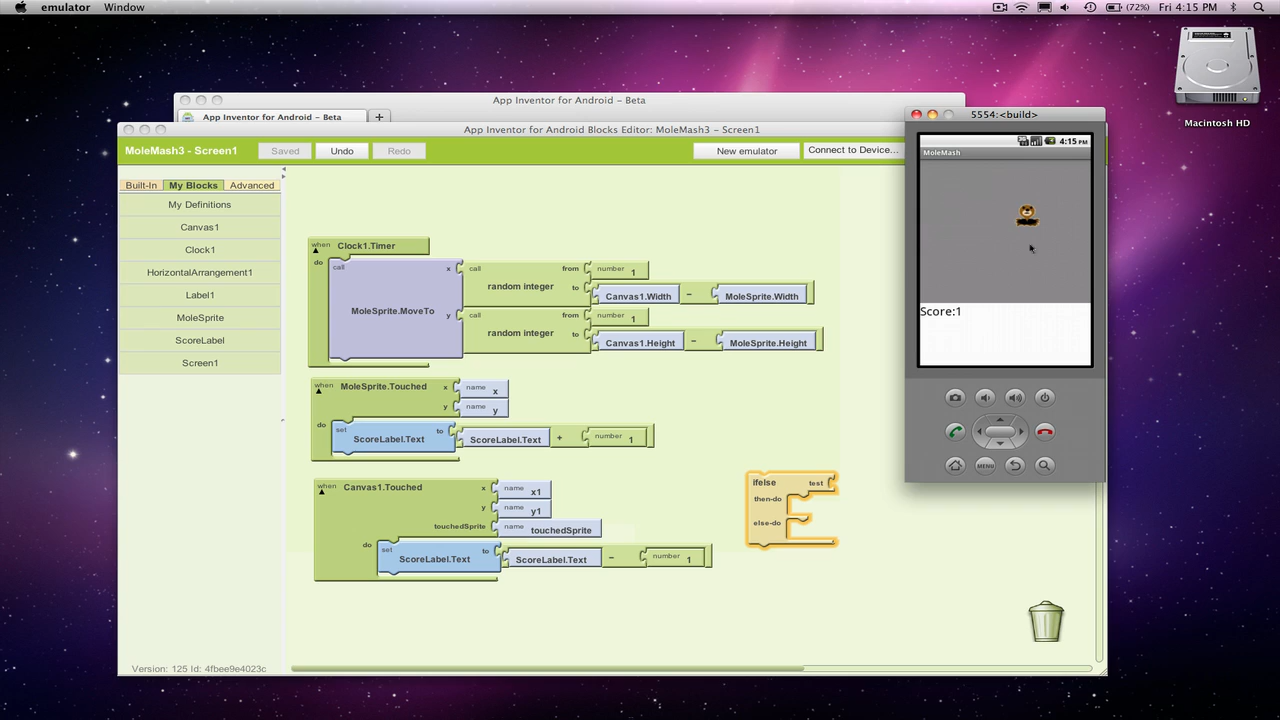 emulator Window (72%) Fri 4:15 PM
Macintosh HD
App Inventor for Android – Beta
App Inventor for Android – Beta +
App Inventor for Android Blocks Editor: MoleMash3 – Screen1
MoleMash3 - Screen1 Saved Undo Redo New emulator Connect to Device...
Built-In My Blocks Advanced
My Definitions
Canvas1
Clock1
HorizontalArrangement1
Label1
MoleSprite
ScoreLabel
Screen1
when Clock1.Timer
do
call MoleSprite.MoveTo x y
call random integer from number 1
to Canvas1.Width – MoleSprite.Width
call random integer from number 1
to Canvas1.Height – MoleSprite.Height
when MoleSprite.Touched x name x
y name y
do set ScoreLabel.Text to ScoreLabel.Text + number 1
when Canvas1.Touched x name x1
y name y1
touchedSprite name touchedSprite
do set ScoreLabel.Text to ScoreLabel.Text – number 1
ifelse test
then-do
else-do
Version: 125 Id: 4fbee9e4023c
5554:<build>
4:15 PM
MoleMash
Score:1
MENU